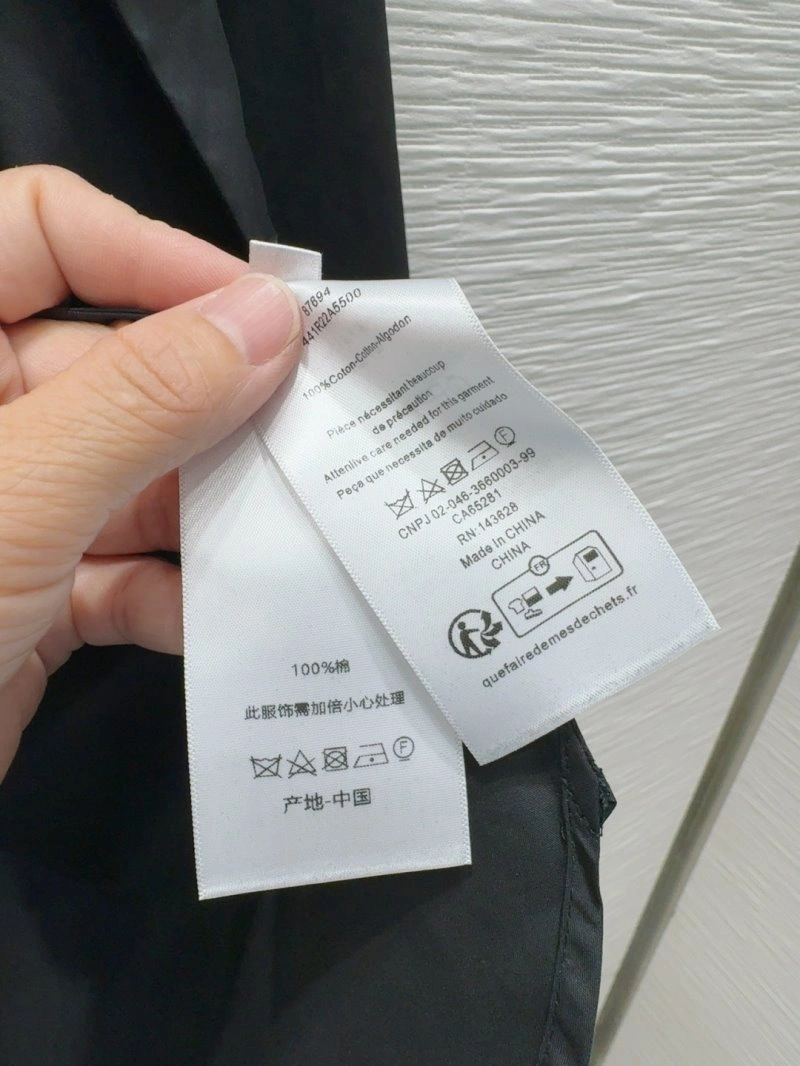 87694
441R22A5500
100%Coton-Cotton-Algodon
Pièce nécessitant beaucoup
de précaution
Attentive care needed for this garment
Peça que necessita de muito cuidado
F
CNPJ 02-046-3660003-99
CA65281
RN:143628
Made in CHINA
CHINA
FR
quefairedemesdechets.fr
100%棉
此服饰需加倍小心处理
F
产地-中国